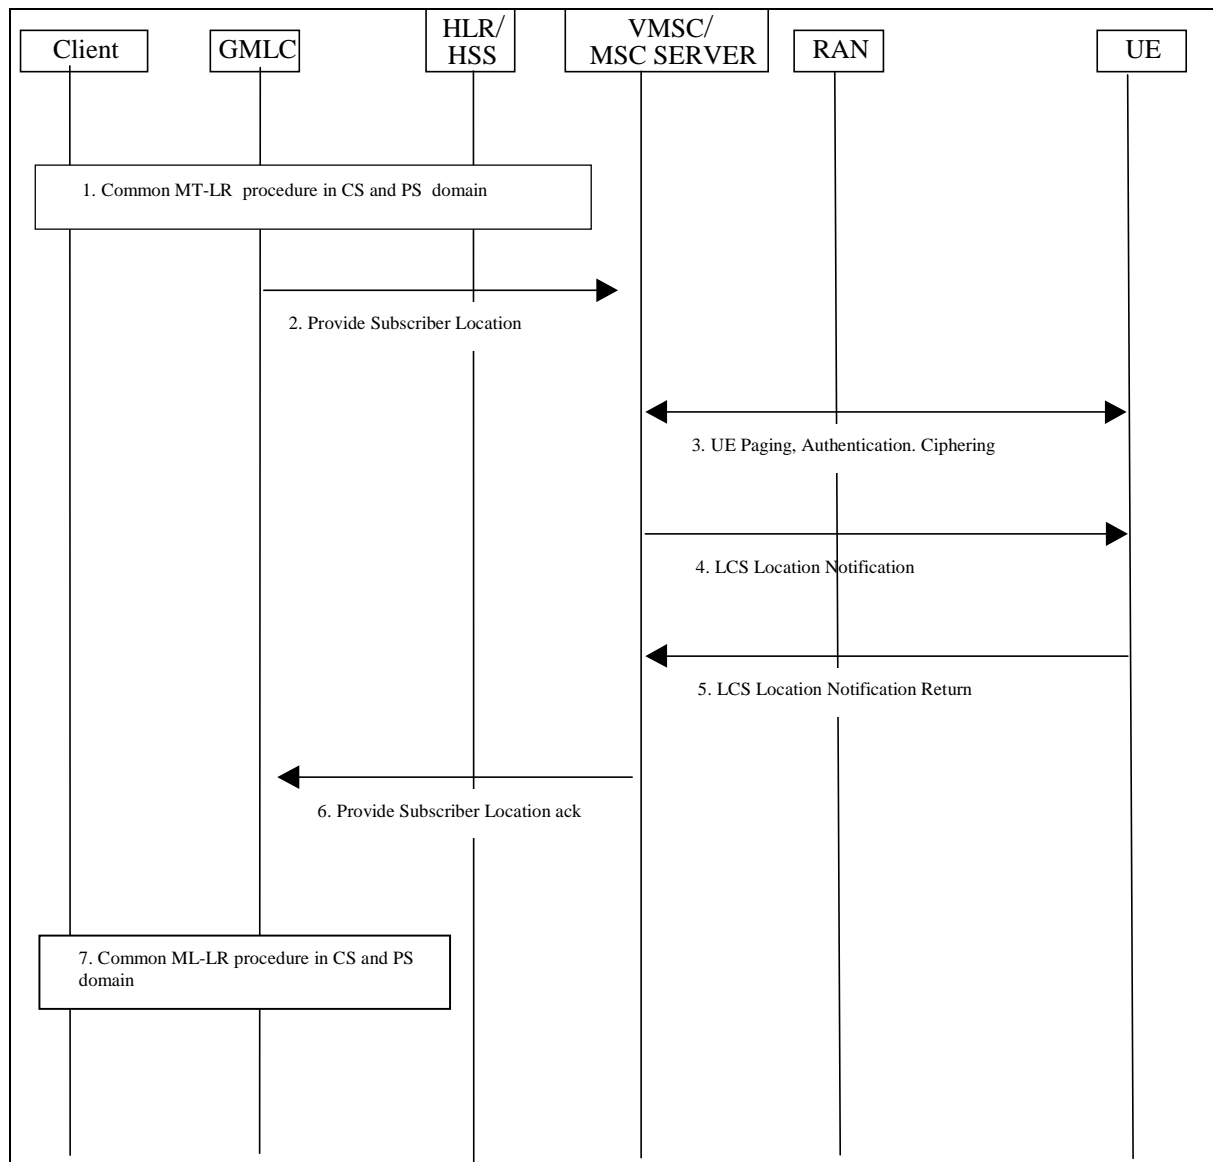 Client
GMLC
HLR/
HSS
VMSC/
MSC SERVER
RAN
UE
1. Common MT-LR procedure in CS and PS domain
2. Provide Subscriber Location
3. UE Paging, Authentication. Ciphering
4. LCS Location Notification
5. LCS Location Notification Return
6. Provide Subscriber Location ack
7. Common ML-LR procedure in CS and PS
domain